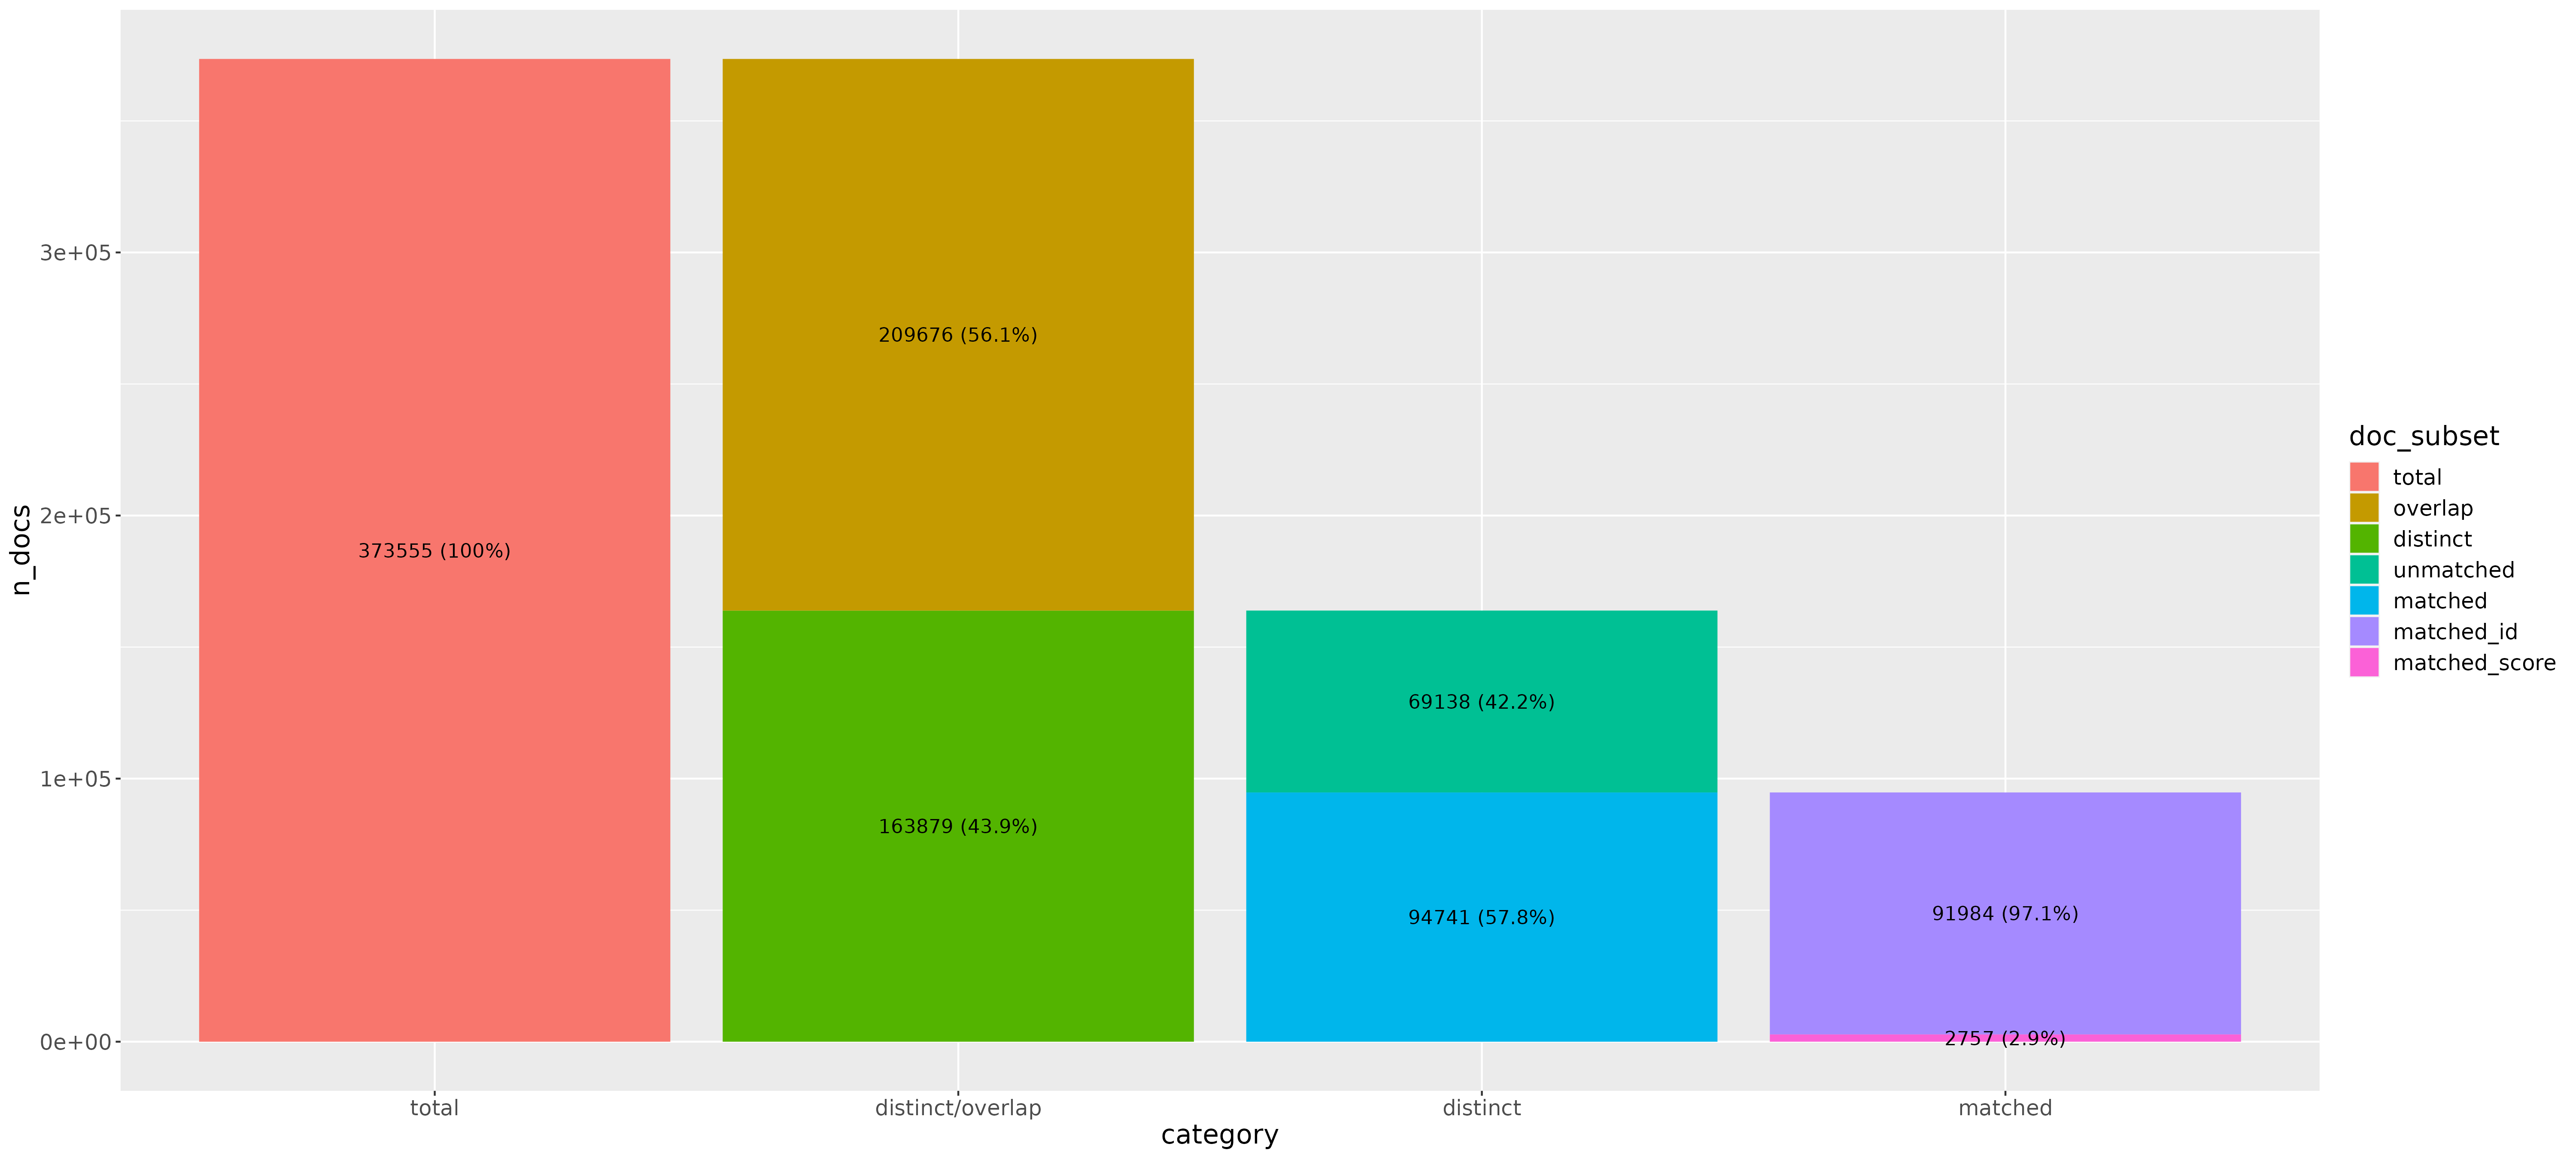 n_docs
3e+05
2e+05
1e+05
0e+00
373555 (100%)
209676 (56.1%)
163879 (43.9%)
69138 (42.2%)
94741 (57.8%)
91984 (97.1%)
2757 (2.9%)
total
distinct/overlap
distinct
matched
category
doc_subset
total
overlap
distinct
unmatched
matched
matched_id
matched_score